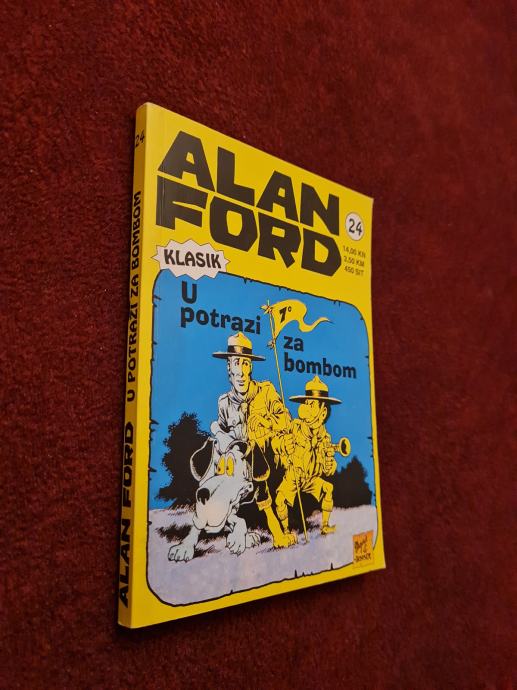 ALAN
FORD
24
14,00 KN
3,50 KM
450 SIT
KLASIK
U
potrazi
7°
za
bombom
ALAN FORD U POTRAZI ZA BOMBOM 24